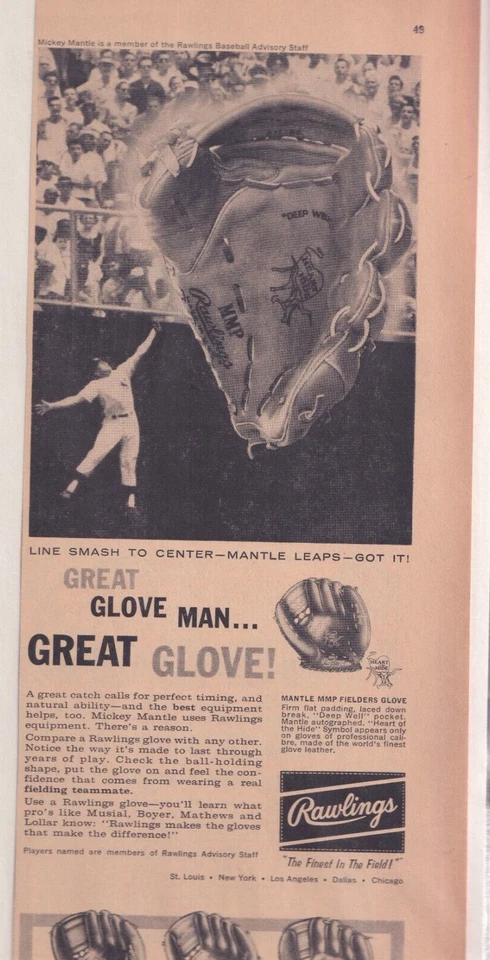 49
Mickey Mantle is a member of the Rawlings Baseball Advisory Staff
"DEEP WELL"
HEART OF THE HIDE
MMP
Rawlings
LINE SMASH TO CENTER—MANTLE LEAPS—GOT IT!
GREAT
GLOVE MAN...
GREAT GLOVE!
HEART OF THE HIDE
A great catch calls for perfect timing, and
natural ability—and the best equipment
helps, too. Mickey Mantle uses Rawlings
equipment. There's a reason.
Compare a Rawlings glove with any other.
Notice the way it's made to last through
years of play. Check the ball-holding
shape, put the glove on and feel the con-
fidence that comes from wearing a real
fielding teammate.
Use a Rawlings glove—you'll learn what
pro's like Musial, Boyer, Mathews and
Lollar know: "Rawlings makes the gloves
that make the difference!"
Players named are members of Rawlings Advisory Staff
MANTLE MMP FIELDERS GLOVE
Firm flat padding, laced down
break, "Deep Well" pocket.
Mantle autographed. "Heart of
the Hide" Symbol appears only
on gloves of professional cali-
bre, made of the world's finest
glove leather.
Rawlings
"The Finest In The Field!"
St. Louis • New York • Los Angeles • Dallas • Chicago